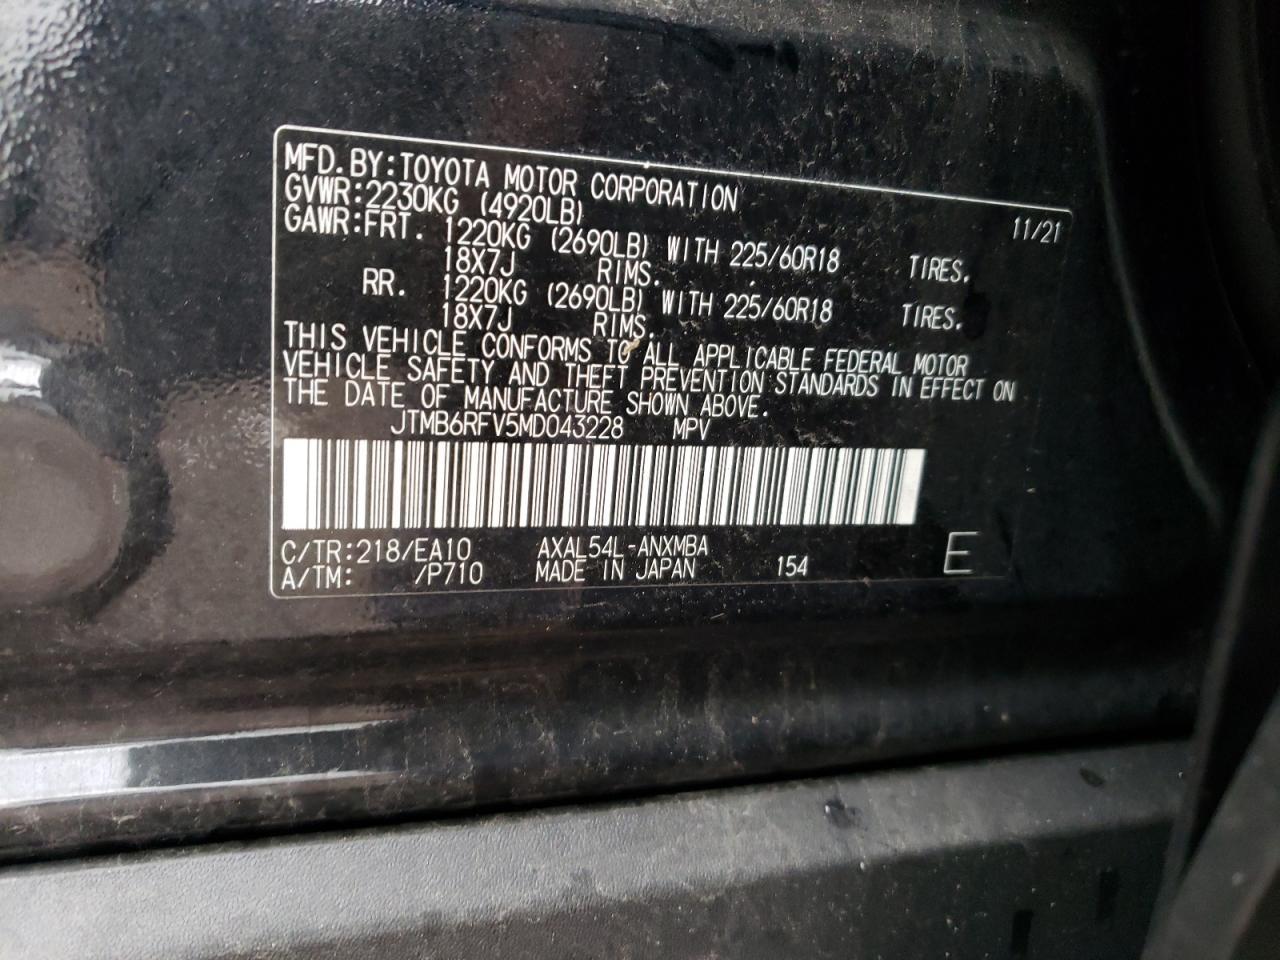 MFD.BY:TOYOTA MOTOR CORPORATION 11/21
GVWR:2230KG (4920LB)
GAWR:FRT. 1220KG (2690LB) WITH 225/60R18 TIRES.
18X7J RIMS.
RR. 1220KG (2690LB) WITH 225/60R18 TIRES.
18X7J RIMS.
THIS VEHICLE CONFORMS TO ALL APPLICABLE FEDERAL MOTOR
VEHICLE SAFETY AND THEFT PREVENTION STANDARDS IN EFFECT ON
THE DATE OF MANUFACTURE SHOWN ABOVE.
JTMB6RFV5MD043228 MPV
C/TR:218/EA10 AXAL54L-ANXMBA
A/TM: /P710 MADE IN JAPAN 154 E